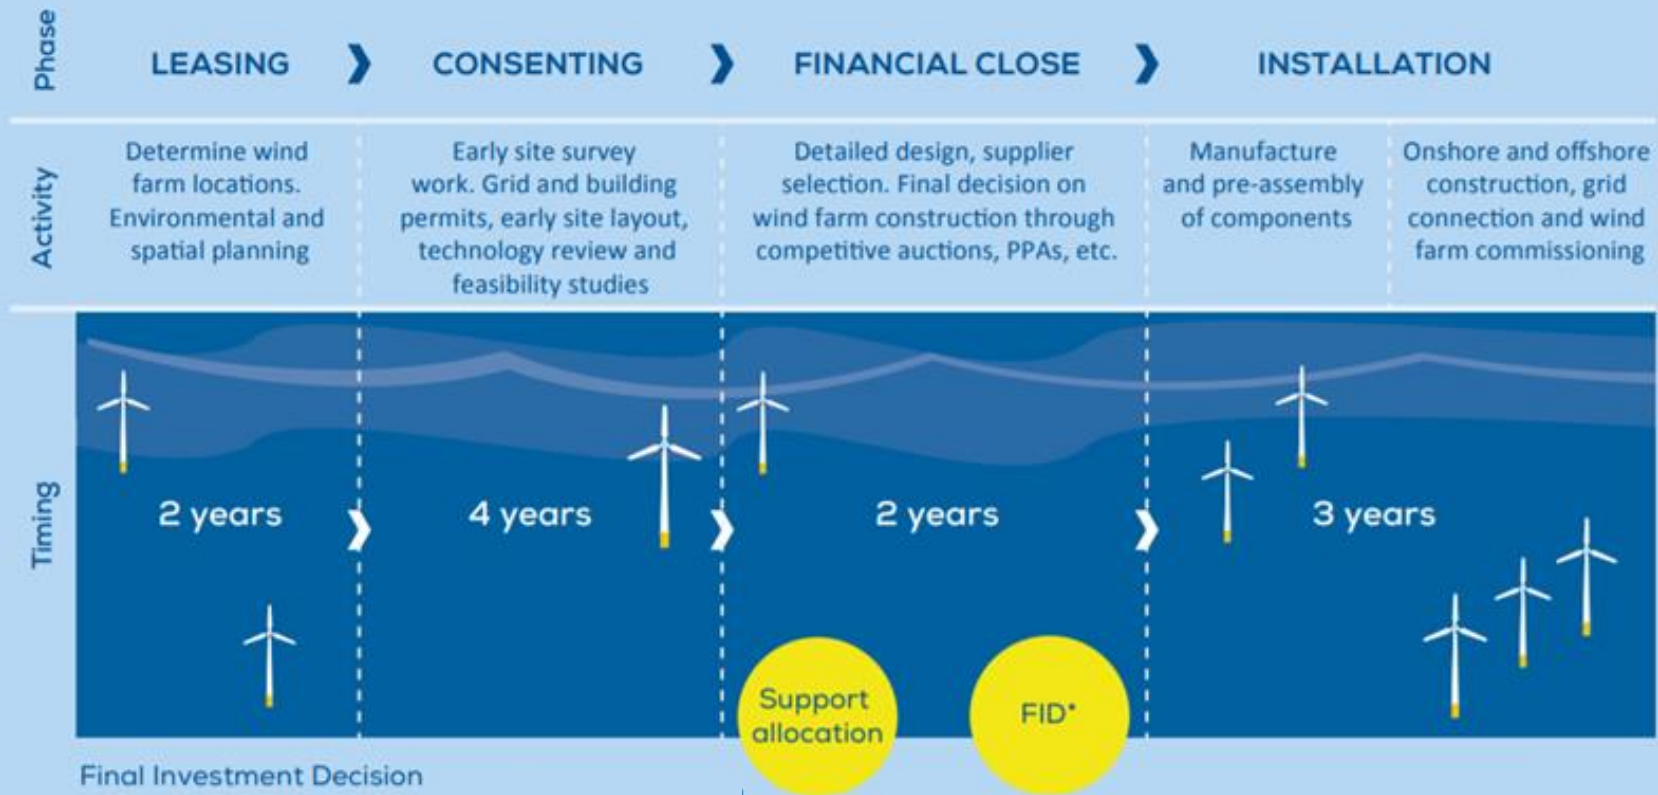 Phase
LEASING
CONSENTING
FINANCIAL CLOSE
INSTALLATION
Activity
Determine wind
farm locations.
Environmental and
spatial planning
Early site survey
work. Grid and building
permits, early site layout,
technology review and
feasibility studies
Detailed design, supplier
selection. Final decision on
wind farm construction through
competitive auctions, PPAs, etc.
Manufacture
and pre-assembly
of components
Onshore and offshore
construction, grid
connection and wind
farm commissioning
Timing
2 years
4 years
2 years
3 years
Support
allocation
FID*
Final Investment Decision